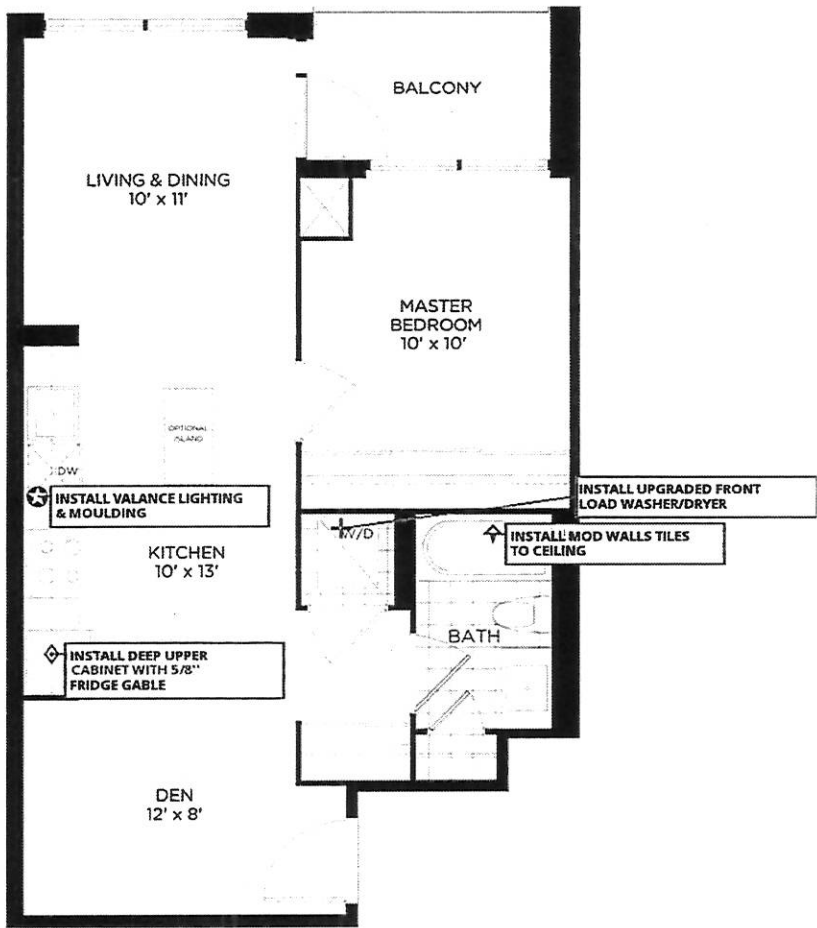 BALCONY
LIVING & DINING
10' x 11'
MASTER
BEDROOM
10' x 10'
OPTIONAL
ISLAND
DW
INSTALL VALANCE LIGHTING
& MOULDING
INSTALL UPGRADED FRONT
LOAD WASHER/DRYER
W/D
INSTALL MOD WALLS TILES
TO CEILING
KITCHEN
10' x 13'
BATH
INSTALL DEEP UPPER
CABINET WITH 5/8''
FRIDGE GABLE
DEN
12' x 8'